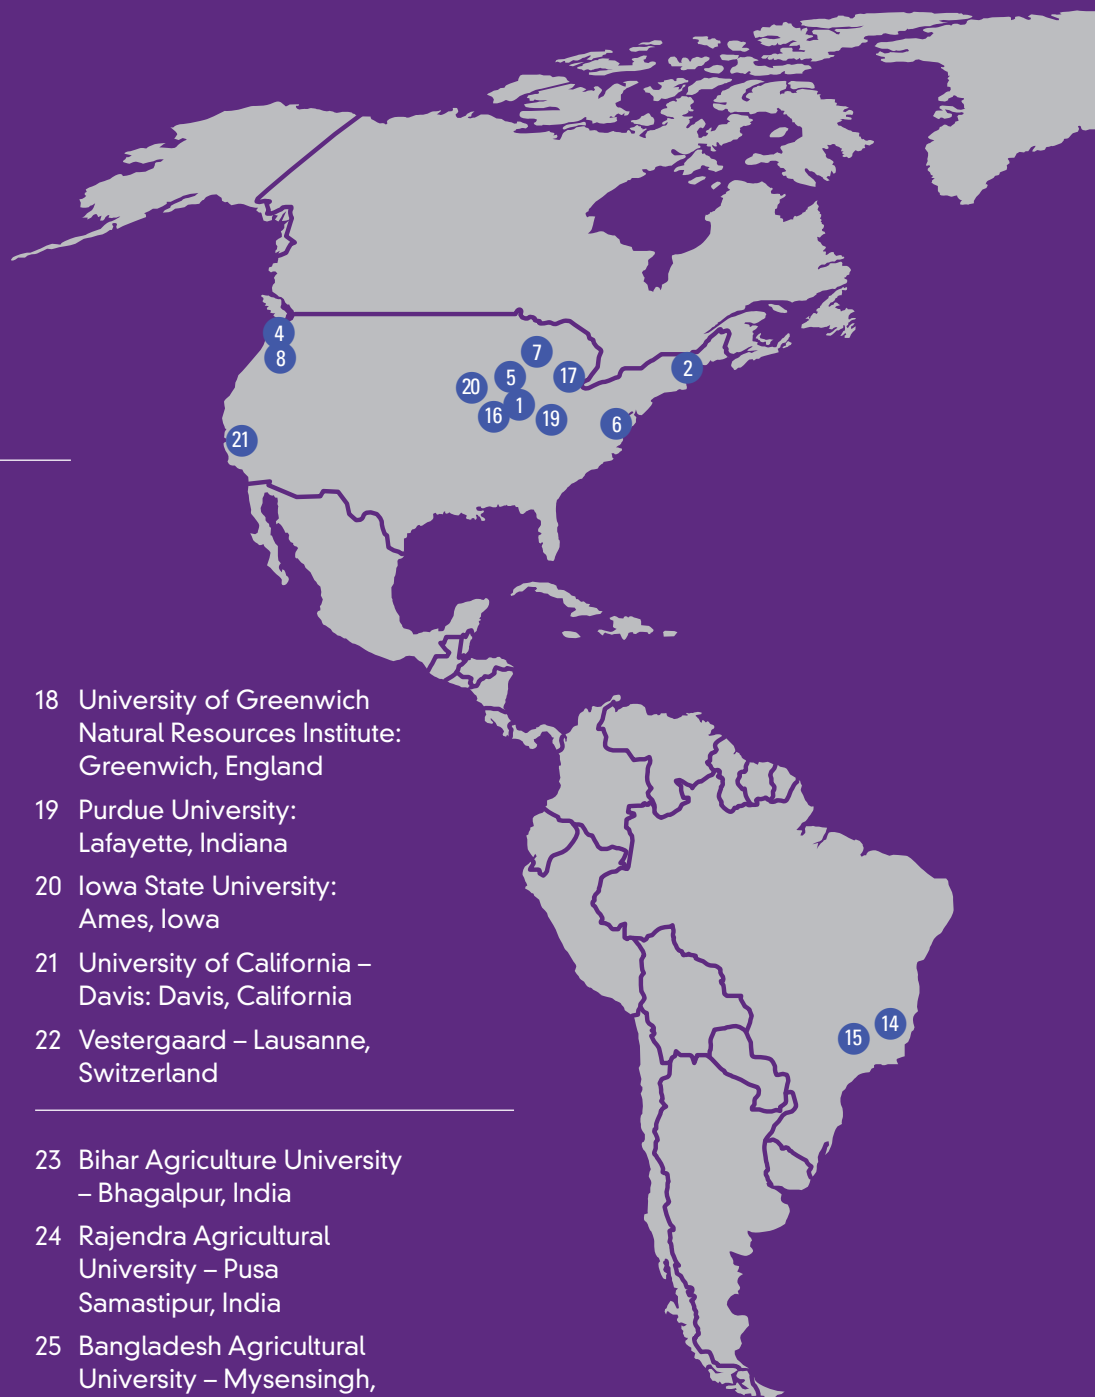 4
8
7
2
5
17
20
1
16
19
6
21
18 University of Greenwich
Natural Resources Institute:
Greenwich, England
19 Purdue University:
Lafayette, Indiana
20 Iowa State University:
Ames, Iowa
21 University of California –
Davis: Davis, California
22 Vestergaard – Lausanne,
Switzerland
14
15
23 Bihar Agriculture University
– Bhagalpur, India
24 Rajendra Agricultural
University – Pusa
Samastipur, India
25 Bangladesh Agricultural
University – Mysensingh,